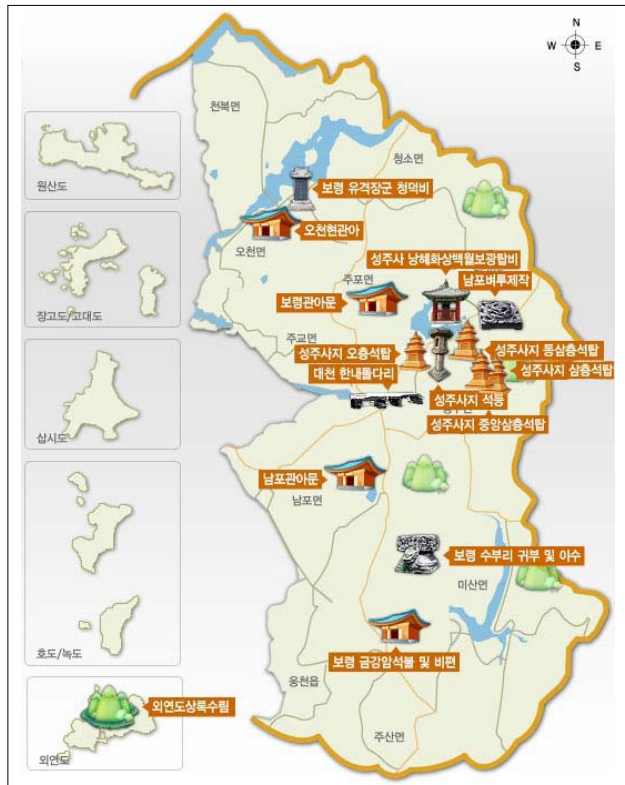 N
W E
S
천북면
청소면
원산도
보령 유격장군 청덕비
오천현관아
오천면
성주사 낭혜화상백월보광탑비
주포면
남포벼루제작
보령관아문
장고도/고대도
주교면
성주사지 오층석탑
성주사지 동삼층석탑
대천 한내돌다리
성주사지 삼층석탑
성주사지 석등
성주사지 중앙삼층석탑
삽시도
남포관아문
남포면
보령 수부리 귀부 및 이수
미산면
호도/녹도
보령 금강암석불 및 비편
웅천읍
외연도상록수림
주산면
외연도